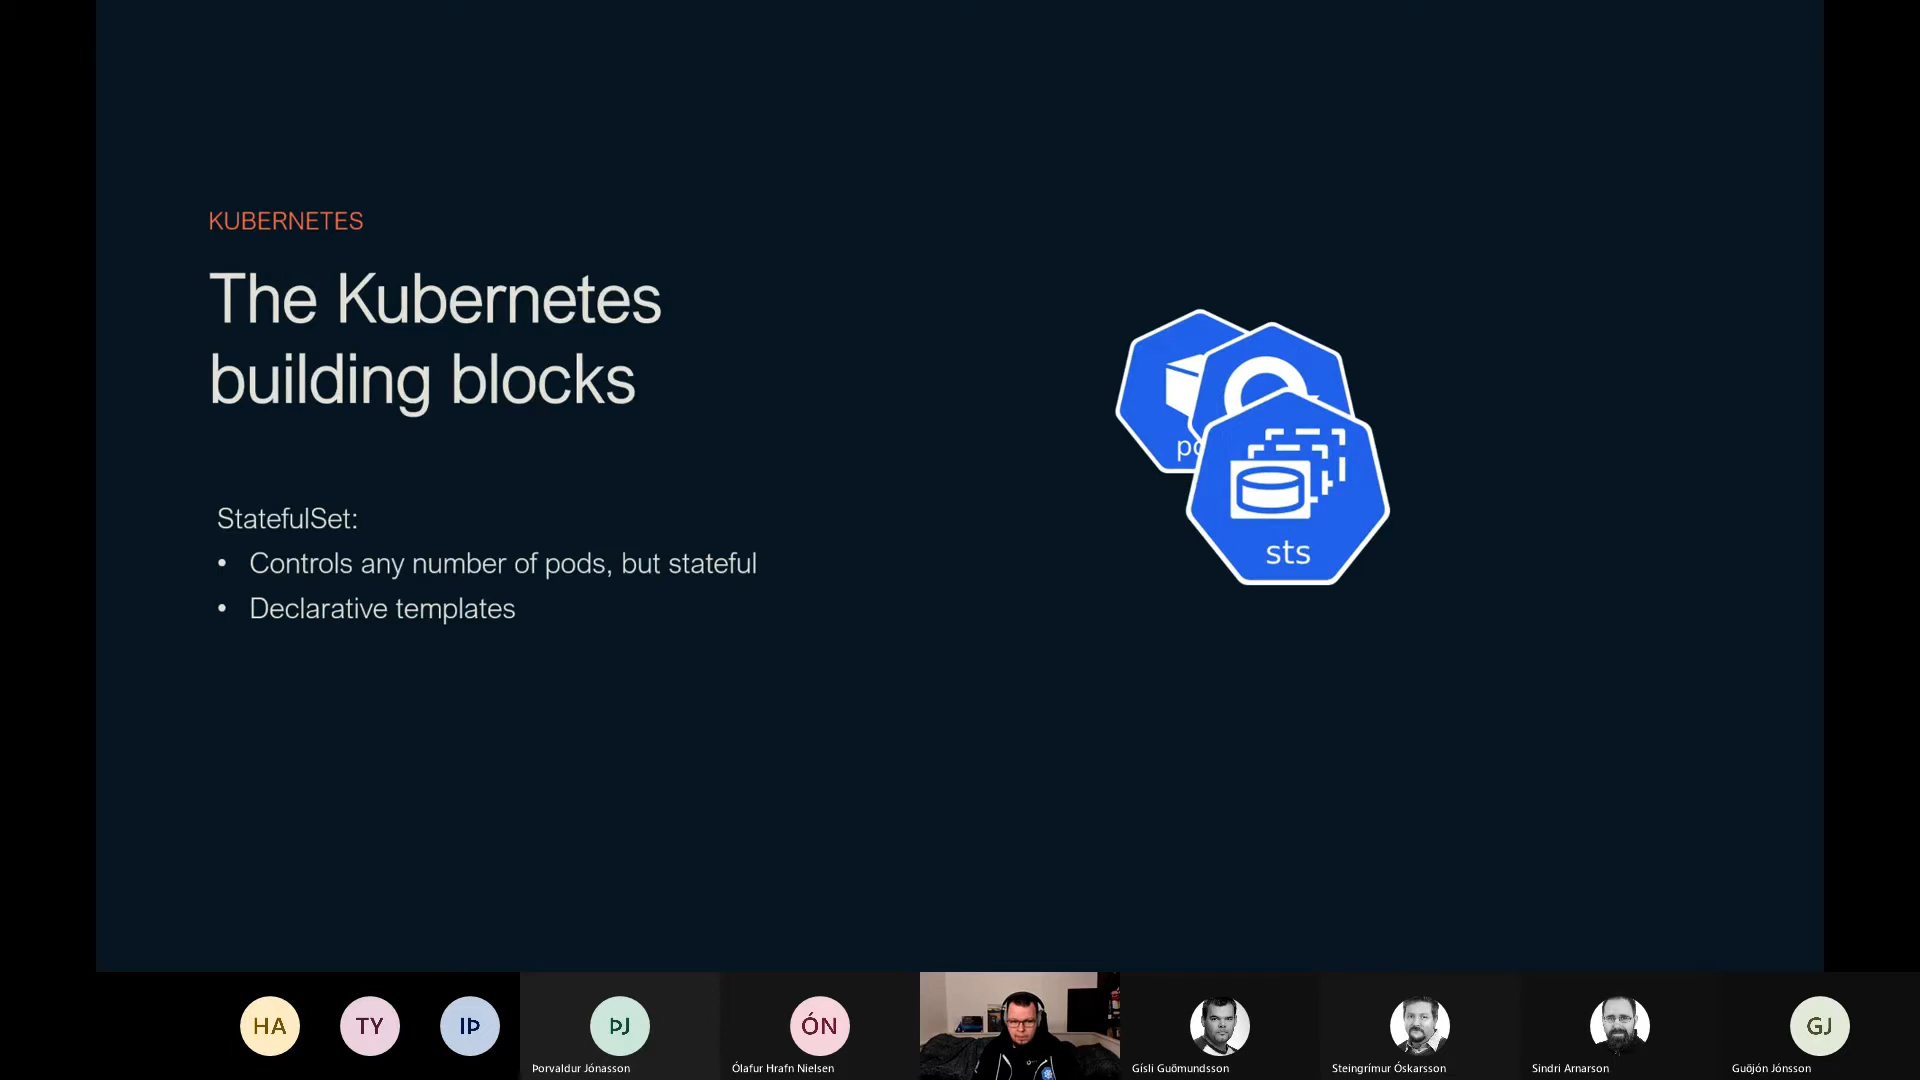 KUBERNETES
The Kubernetes
building blocks
StatefulSet:
• Controls any number of pods, but stateful
• Declarative templates
sts
HA
TY
IÞ
ÞJ
ÓN
GJ
Þorvaldur Jónasson
Ólafur Hrafn Nielsen
Gísli Guðmundsson
Steingrímur Óskarsson
Sindri Arnarson
Guðjón Jónsson